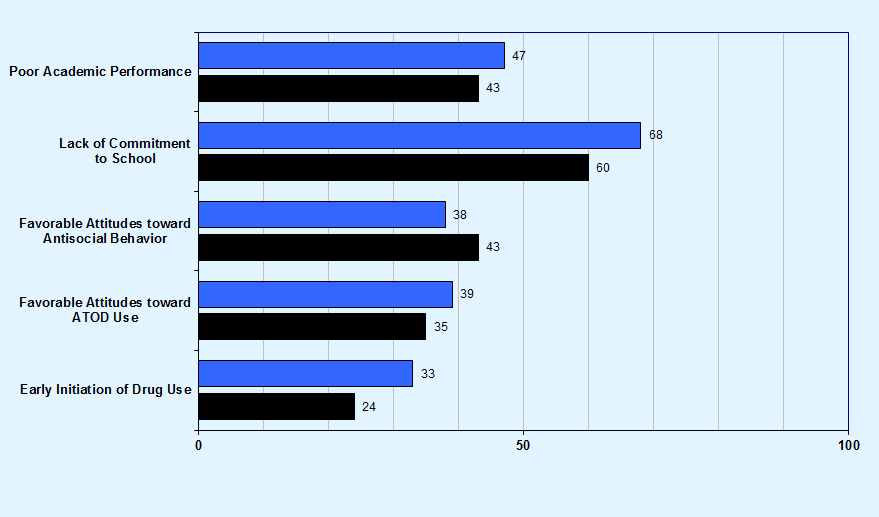 Poor Academic Performance
47
43
Lack of Commitment
to School
68
60
Favorable Attitudes toward
Antisocial Behavior
38
43
Favorable Attitudes toward
ATOD Use
39
35
Early Initiation of Drug Use
33
24
0 50 100